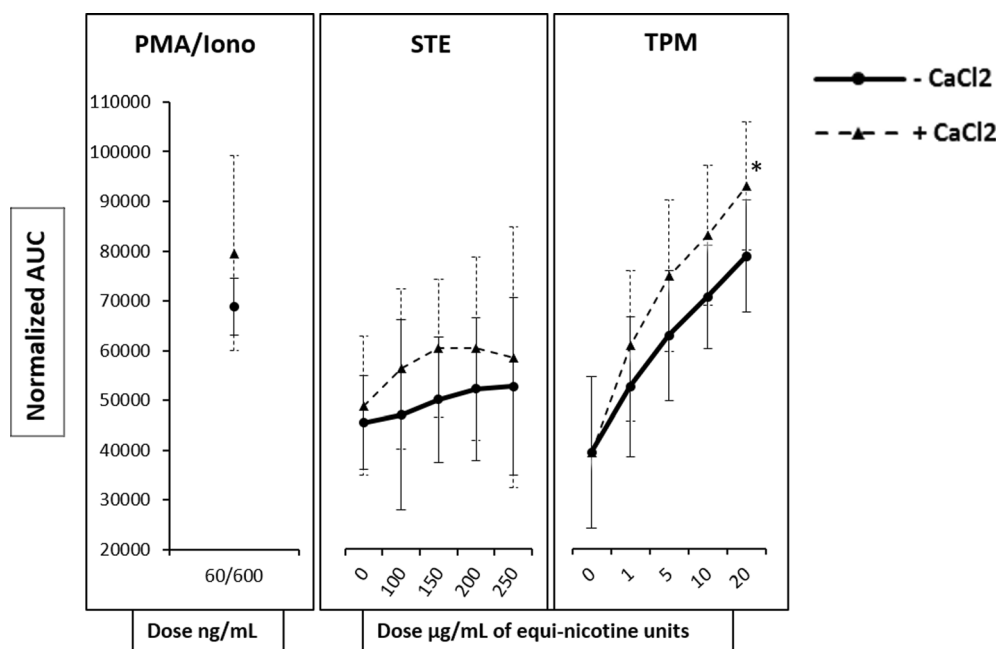 PMA/Iono
STE
TPM
- CaCl2
+ CaCl2
Normalized AUC
110000
100000
90000
80000
70000
60000
50000
40000
30000
20000
*
60/600
0
100
150
200
250
0
1
5
10
20
Dose ng/mL
Dose µg/mL of equi-nicotine units